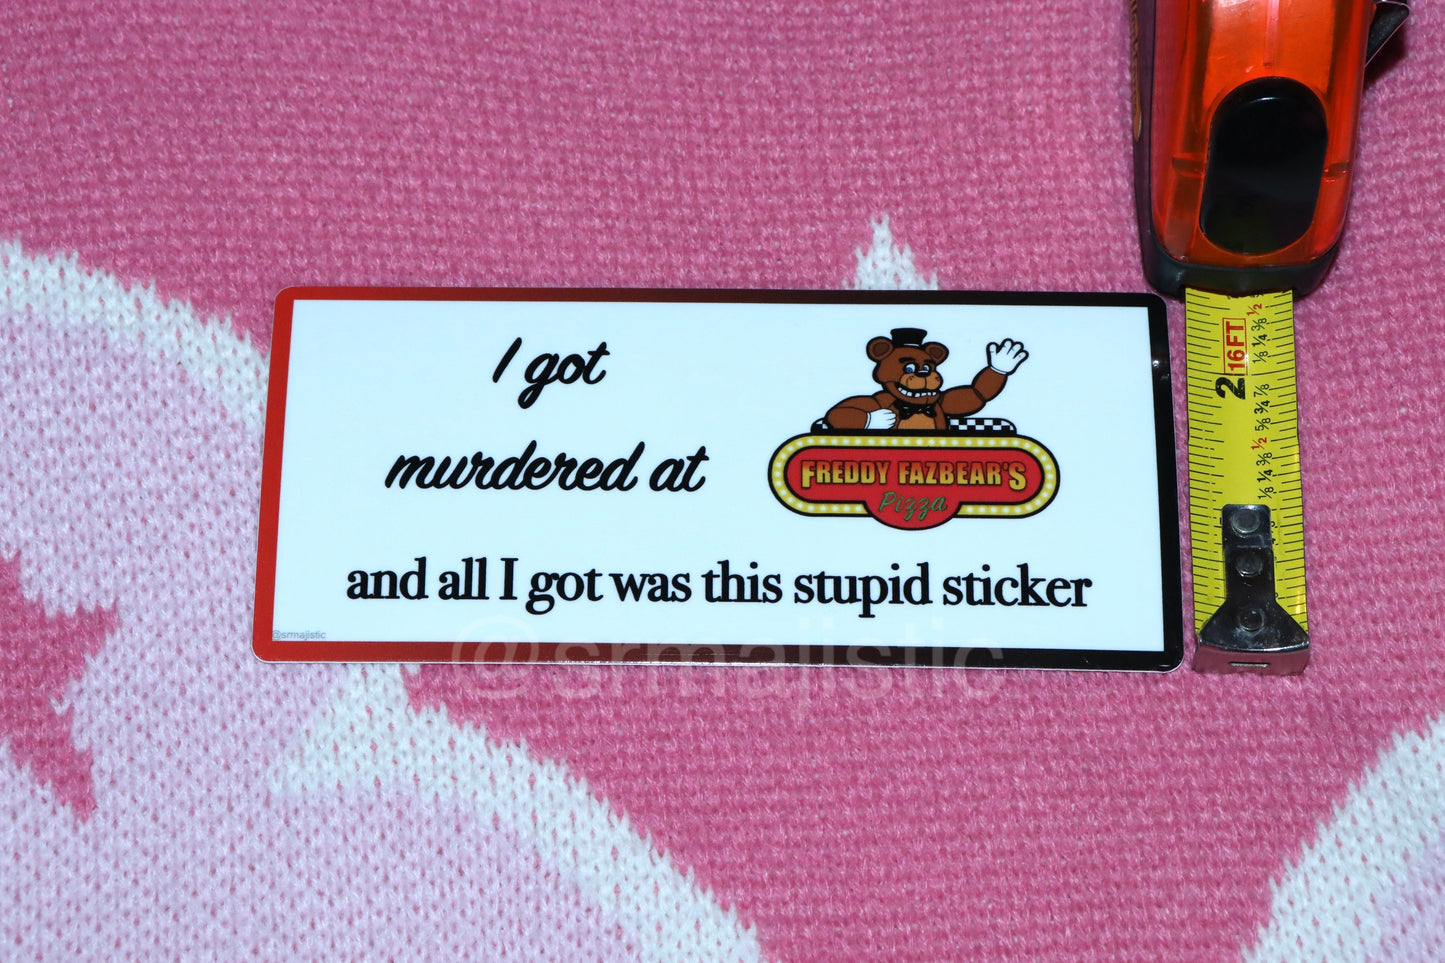 I got
murdered at
FREDDY FAZBEAR'S
Pizza
and all I got was this stupid sticker
@srmajistic
@srmajistic
16FT
2